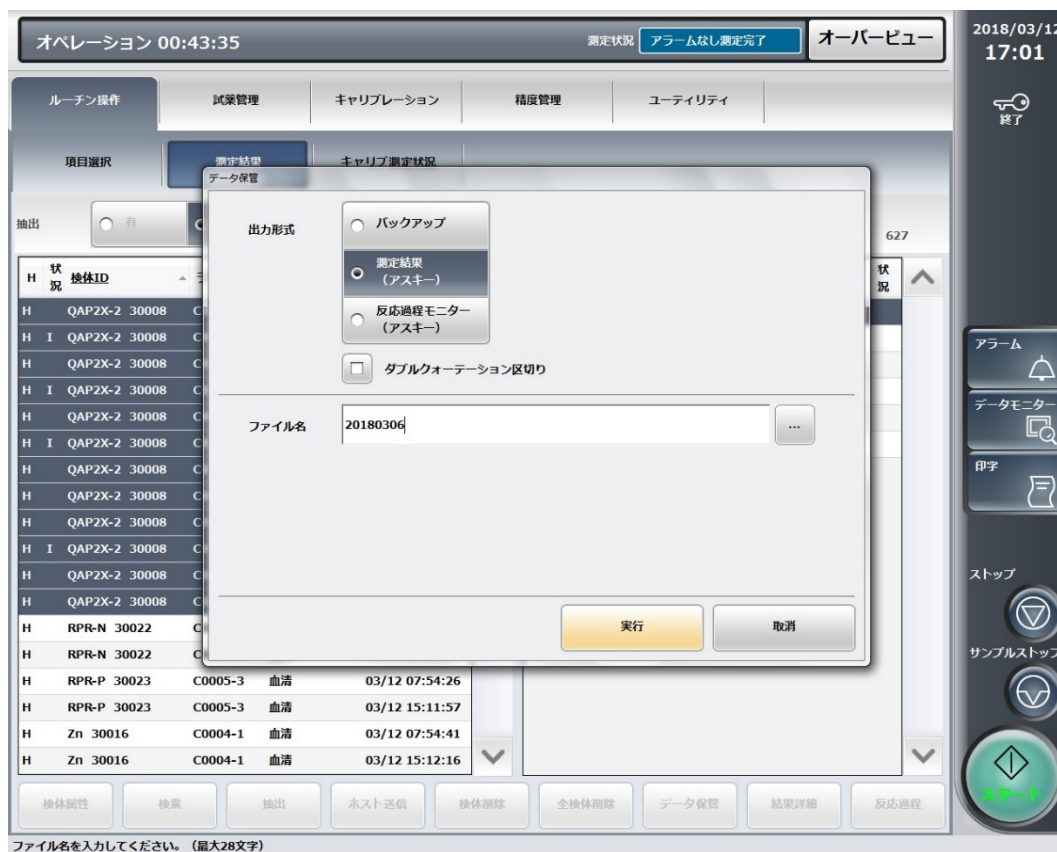 オペレーション 00:43:35
測定状況 アラームなし測定完了
オーバービュー
2018/03/12
17:01
終了
ルーチン操作 試薬管理 キャリブレーション 精度管理 ユーティリティ
項目選択 測定結果 キャリブ測定状況
データ保管
抽出 有
627
出力形式
バックアップ
測定結果
(アスキー)
反応過程モニター
(アスキー)
ダブルクォーテーション区切り
ファイル名 20180306 ...
実行 取消
H 状況 検体ID 状況
H QAP2X-2 30008 C
H I QAP2X-2 30008 C
H QAP2X-2 30008 C
H I QAP2X-2 30008 C
H QAP2X-2 30008 C
H I QAP2X-2 30008 C
H QAP2X-2 30008 C
H QAP2X-2 30008 C
H QAP2X-2 30008 C
H I QAP2X-2 30008 C
H QAP2X-2 30008 C
H QAP2X-2 30008 C
H RPR-N 30022 C
H RPR-N 30022 C
H RPR-P 30023 C0005-3 血清 03/12 07:54:26
H RPR-P 30023 C0005-3 血清 03/12 15:11:57
H Zn 30016 C0004-1 血清 03/12 07:54:41
H Zn 30016 C0004-1 血清 03/12 15:12:16
アラーム
データモニター
印字
ストップ
サンプルストップ
スタート
検体属性 検索 抽出 ホスト送信 検体削除 全検体削除 データ保管 結果詳細 反応過程
ファイル名を入力してください。(最大28文字)